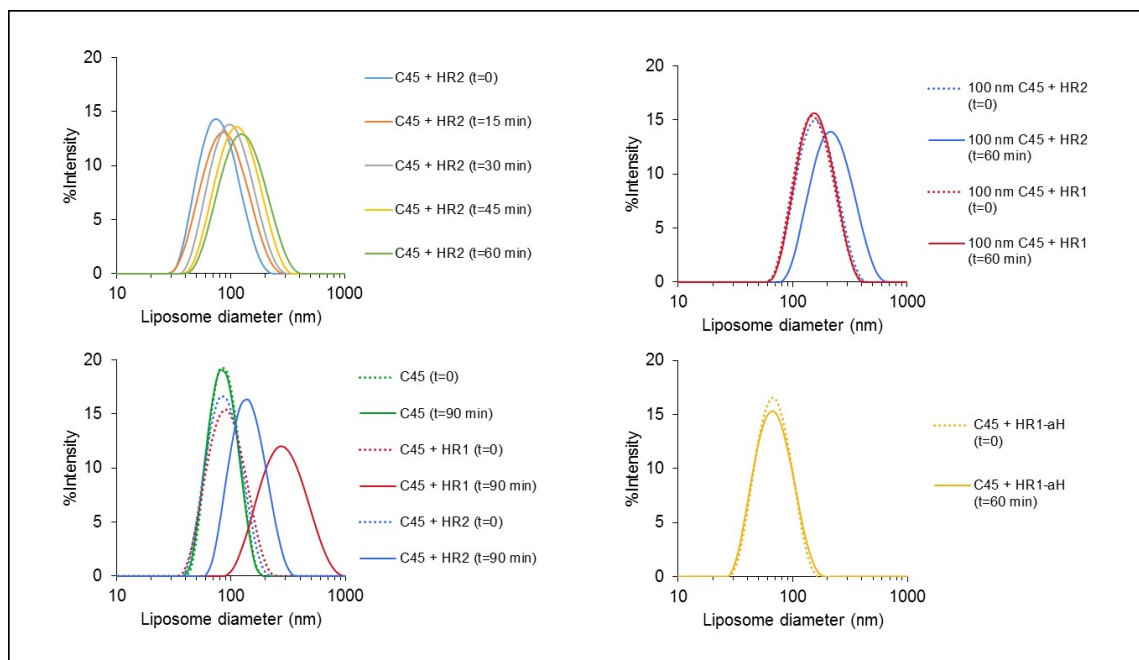 20
15
10
5
0
%Intensity
10
100
1000
Liposome diameter (nm)
C45 + HR2 (t=0)
C45 + HR2 (t=15 min)
C45 + HR2 (t=30 min)
C45 + HR2 (t=45 min)
C45 + HR2 (t=60 min)
20
15
10
5
0
%Intensity
10
100
1000
Liposome diameter (nm)
100 nm C45 + HR2
(t=0)
100 nm C45 + HR2
(t=60 min)
100 nm C45 + HR1
(t=0)
100 nm C45 + HR1
(t=60 min)
20
15
10
5
0
%Intensity
10
100
1000
Liposome diameter (nm)
C45 (t=0)
C45 (t=90 min)
C45 + HR1 (t=0)
C45 + HR1 (t=90 min)
C45 + HR2 (t=0)
C45 + HR2 (t=90 min)
20
15
10
5
0
%Intensity
10
100
1000
Liposome diameter (nm)
C45 + HR1-aH
(t=0)
C45 + HR1-aH
(t=60 min)